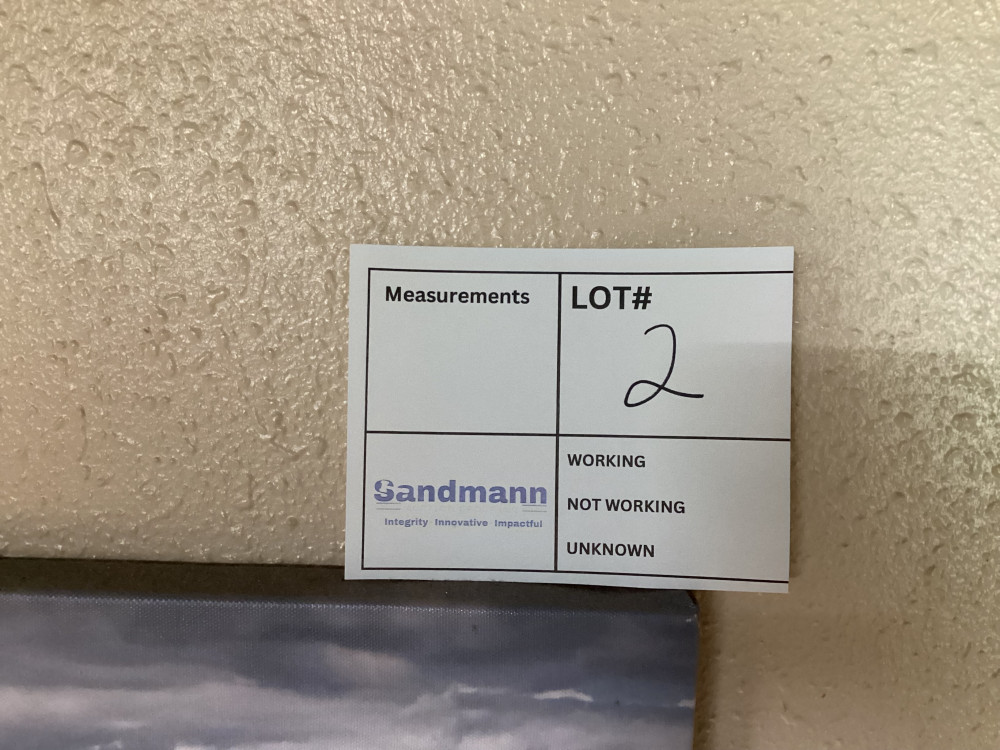 Measurements
LOT#
2
Sandmann
Integrity Innovative Impactful
WORKING
NOT WORKING
UNKNOWN